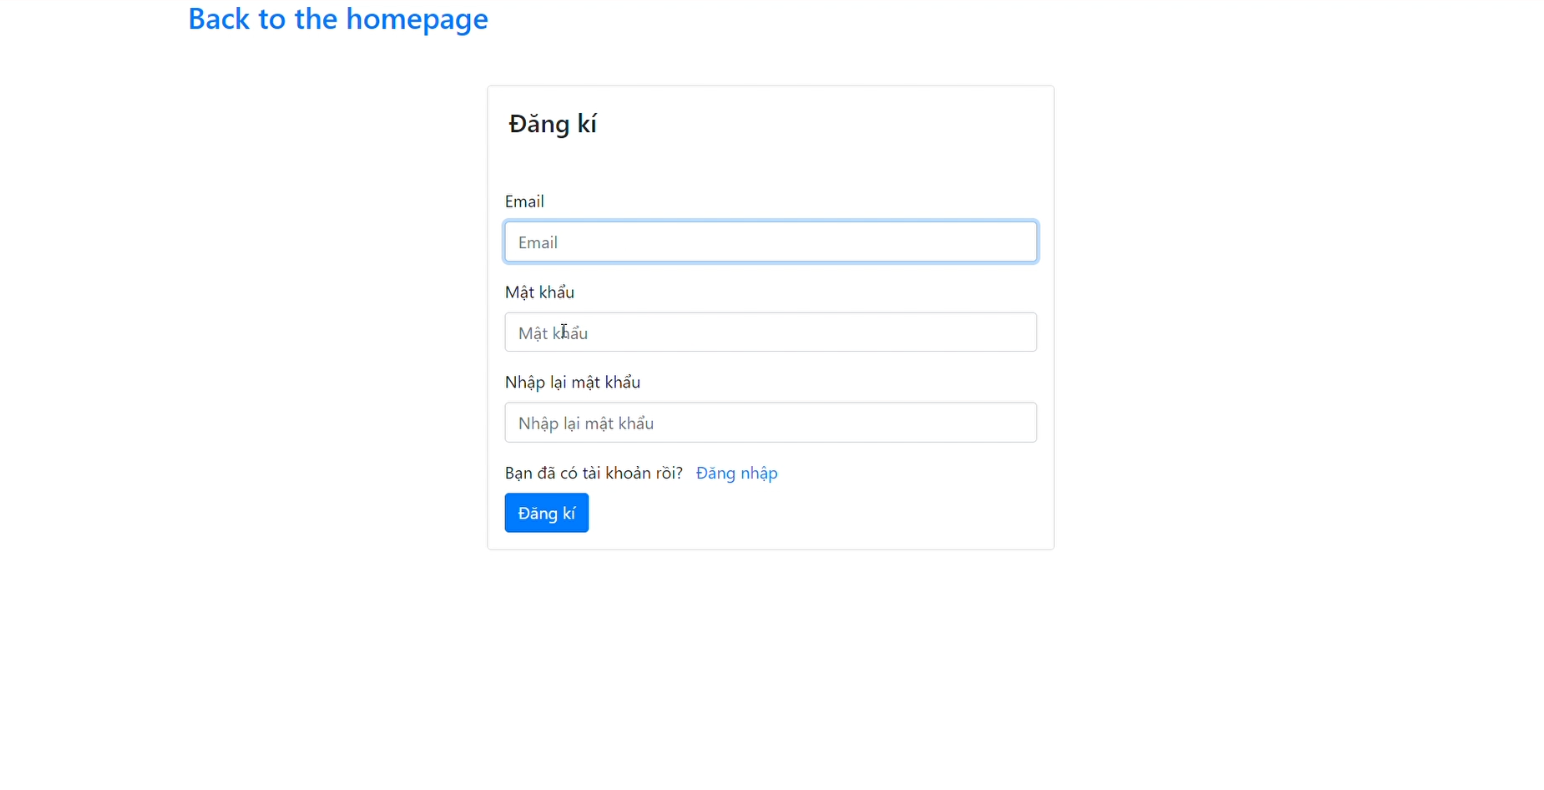 Back to the homepage
Đăng kí
Email
Email
Mật khẩu
Mật khẩu
Nhập lại mật khẩu
Nhập lại mật khẩu
Bạn đã có tài khoản rồi? Đăng nhập
Đăng kí